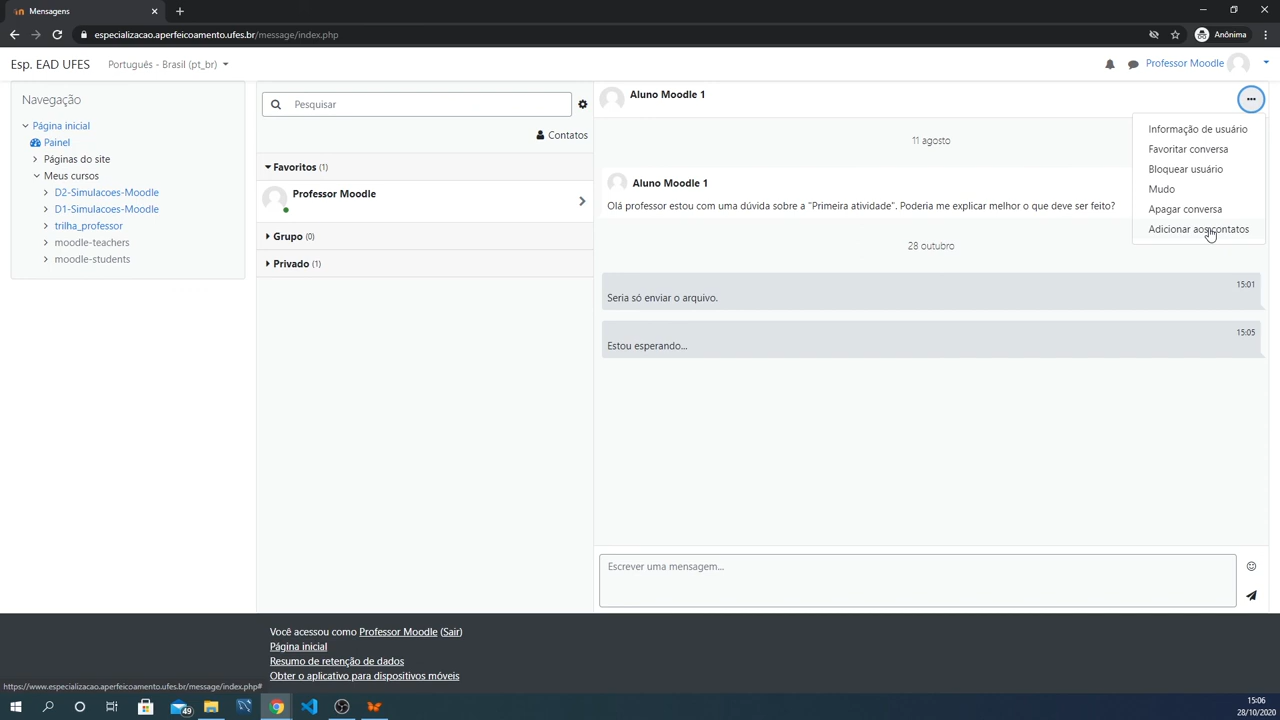 Mensagens
especializacao.aperfeicoamento.ufes.br/message/index.php
Anônima
Esp. EAD UFES
Português - Brasil (pt_br)
Professor Moodle
Navegação
Página inicial
Painel
Páginas do site
Meus cursos
D2-Simulacoes-Moodle
D1-Simulacoes-Moodle
trilha_professor
moodle-teachers
moodle-students
Pesquisar
Contatos
Favoritos (1)
Professor Moodle
Grupo (0)
Privado (1)
Aluno Moodle 1
Informação de usuário
Favoritar conversa
Bloquear usuário
Mudo
Apagar conversa
Adicionar aos contatos
11 agosto
Aluno Moodle 1
Olá professor estou com uma dúvida sobre a "Primeira atividade". Poderia me explicar melhor o que deve ser feito?
28 outubro
15:01
Seria só enviar o arquivo.
15:05
Estou esperando...
Escrever uma mensagem...
Você acessou como Professor Moodle (Sair)
Página inicial
Resumo de retenção de dados
Obter o aplicativo para dispositivos móveis
https://www.especializacao.aperfeicoamento.ufes.br/message/index.php#
49
15:06
28/10/2020